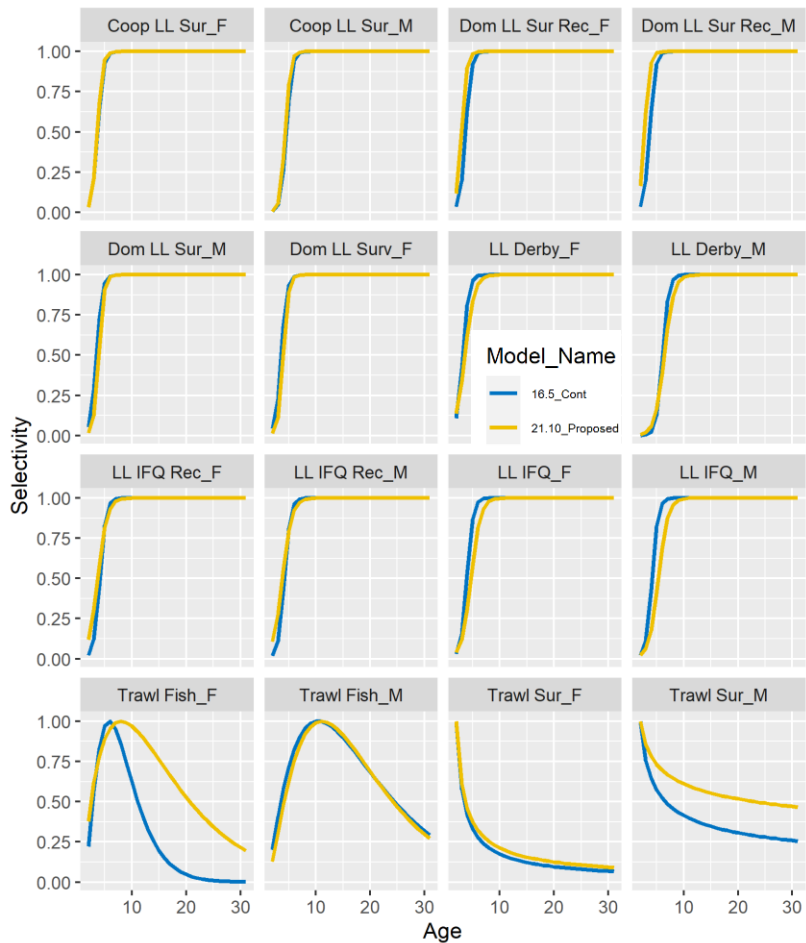 Coop LL Sur_F
Coop LL Sur_M
Dom LL Sur Rec_F
Dom LL Sur Rec_M
1.00
0.75
0.50
0.25
0.00
Dom LL Sur_M
Dom LL Surv_F
LL Derby_F
LL Derby_M
1.00
0.75
0.50
0.25
0.00
Model_Name
16.5_Cont
21.10_Proposed
Selectivity
LL IFQ Rec_F
LL IFQ Rec_M
LL IFQ_F
LL IFQ_M
1.00
0.75
0.50
0.25
0.00
Trawl Fish_F
Trawl Fish_M
Trawl Sur_F
Trawl Sur_M
1.00
0.75
0.50
0.25
0.00
10 20 30 10 20 30 10 20 30 10 20 30
Age